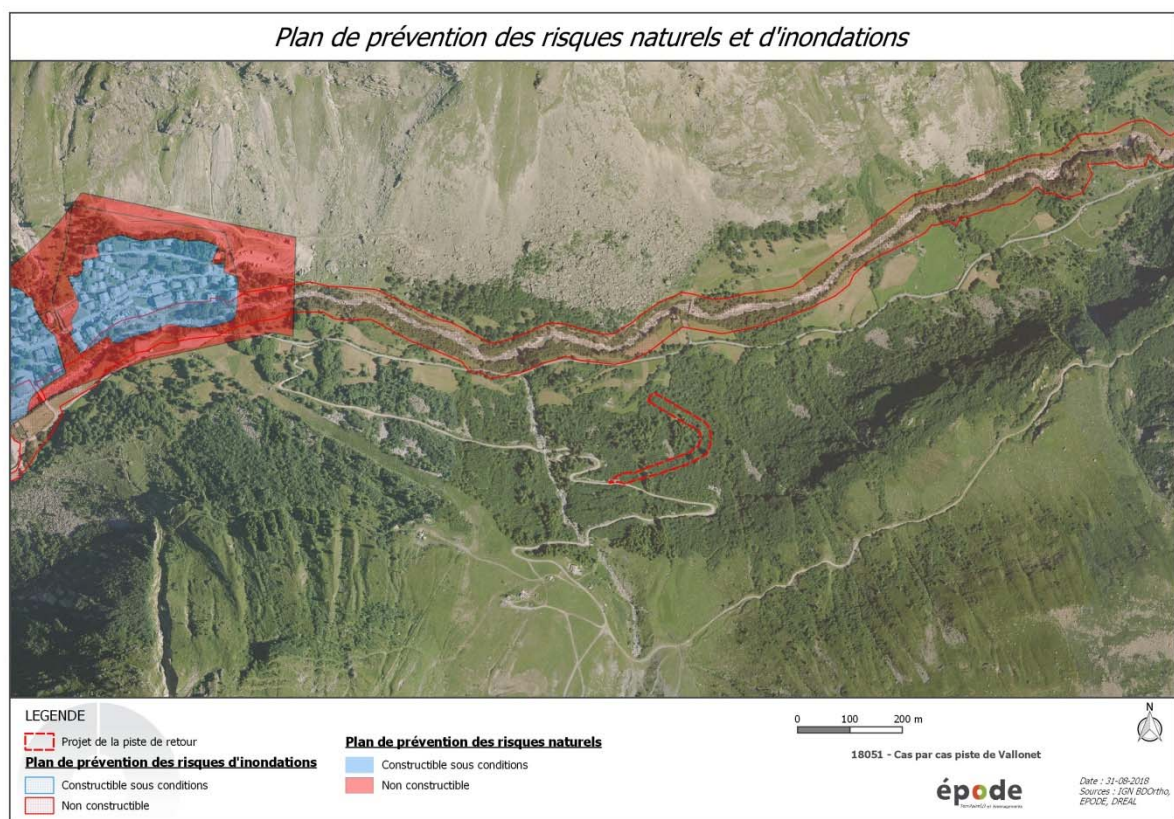 Plan de prévention des risques naturels et d'inondations
LEGENDE
Projet de la piste de retour
Plan de prévention des risques d'inondations
Constructible sous conditions
Non constructible
Plan de prévention des risques naturels
Constructible sous conditions
Non constructible
0 100 200 m
18051 - Cas par cas piste de Vallonet
épode
N
Date : 31-08-2018
Sources : IGN BDOrtho,
EPODE, DREAL